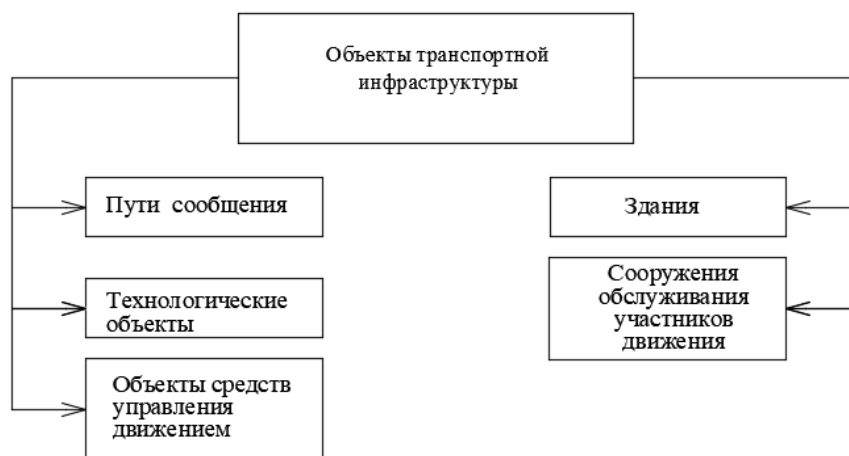 Объекты транспортной
инфраструктуры
Пути сообщения
Технологические
объекты
Объекты средств
управления
движением
Здания
Сооружения
обслуживания
участников
движения